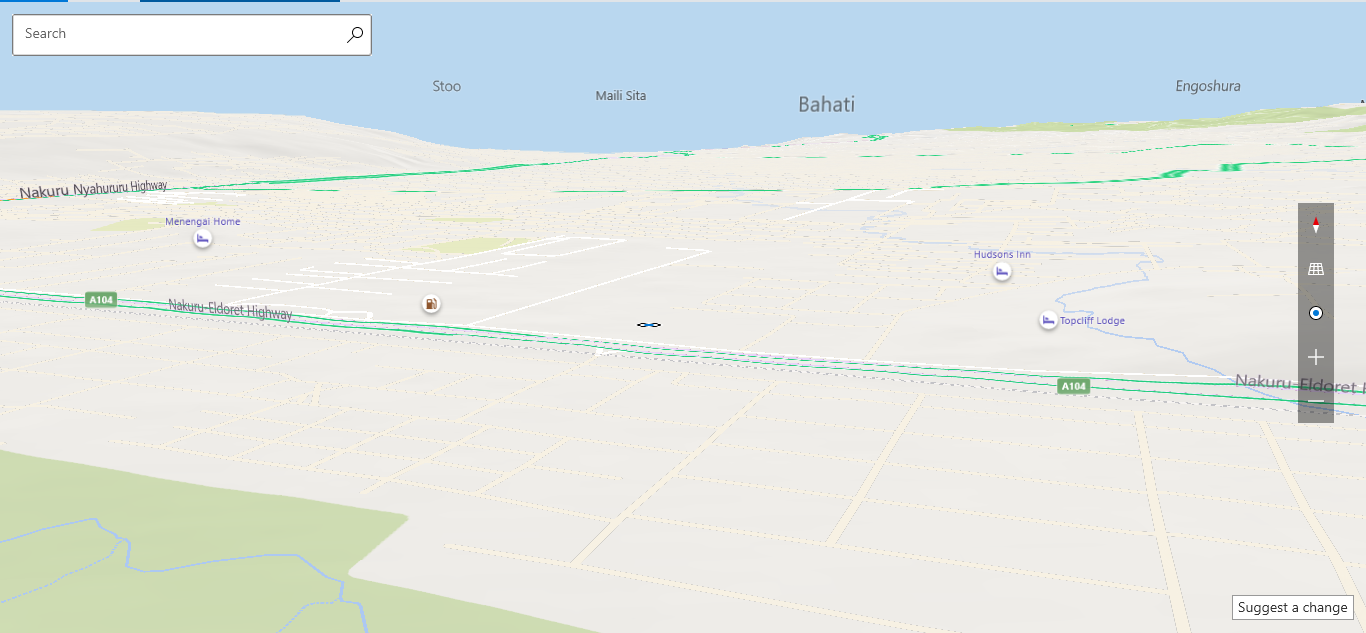 Search
Stoo
Maili Sita
Bahati
Engoshura
Nakuru Nyahururu Highway
Menengai Home
Hudsons Inn
A104
Nakuru-Eldoret Highway
Topcliff Lodge
A104
Nakuru-Eldoret
Suggest a change